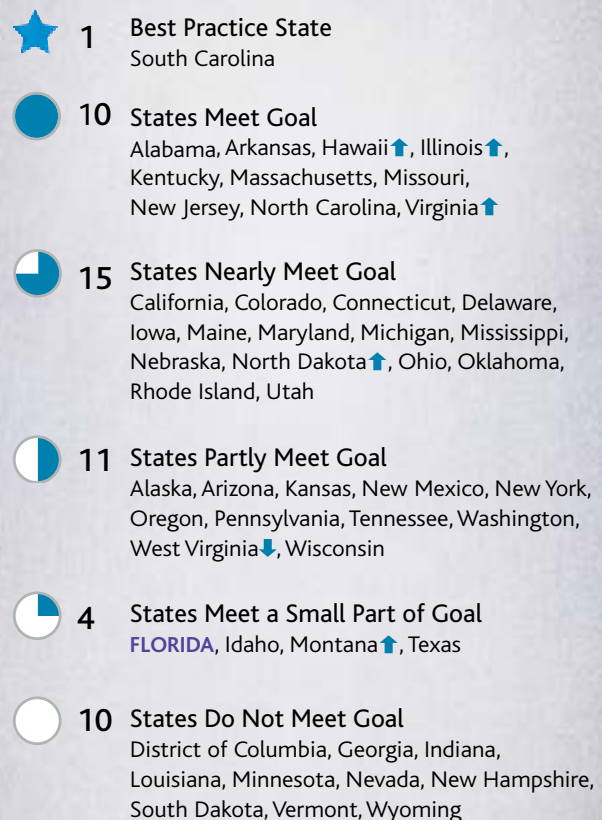 1 Best Practice State
South Carolina
10 States Meet Goal
Alabama, Arkansas, Hawaii⬆, Illinois⬆,
Kentucky, Massachusetts, Missouri,
New Jersey, North Carolina, Virginia⬆
15 States Nearly Meet Goal
California, Colorado, Connecticut, Delaware,
Iowa, Maine, Maryland, Michigan, Mississippi,
Nebraska, North Dakota⬆, Ohio, Oklahoma,
Rhode Island, Utah
11 States Partly Meet Goal
Alaska, Arizona, Kansas, New Mexico, New York,
Oregon, Pennsylvania, Tennessee, Washington,
West Virginia⬇, Wisconsin
4 States Meet a Small Part of Goal
FLORIDA, Idaho, Montana⬆, Texas
10 States Do Not Meet Goal
District of Columbia, Georgia, Indiana,
Louisiana, Minnesota, Nevada, New Hampshire,
South Dakota, Vermont, Wyoming